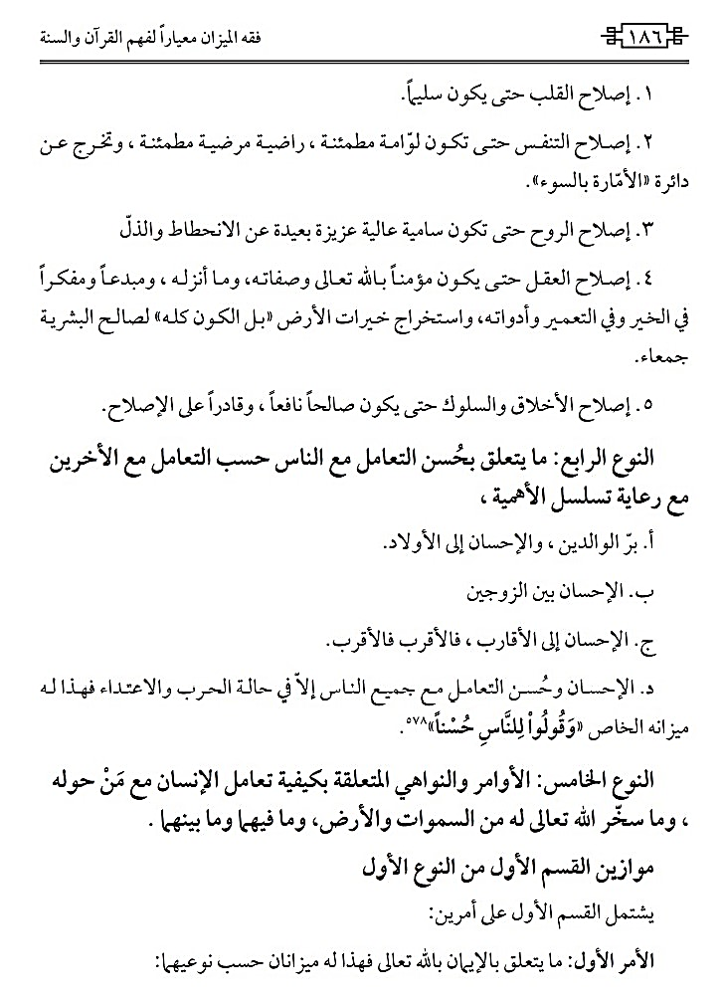 ١٨٦
فقه الميزان معياراً لفهم القرآن والسنة
١. إصلاح القلب حتى يكون سليماً.
٢. إصلاح التنفس حتى تكون لوّامة مطمئنة ، راضية مرضية مطمئنة ، وتخرج عن
دائرة «الأمّارة بالسوء».
٣. إصلاح الروح حتى تكون سامية عالية عزيزة بعيدة عن الانحطاط والذلّ
٤. إصلاح العقل حتى يكون مؤمناً بالله تعالى وصفاته، وما أنزله ، ومبدعاً ومفكراً
في الخير وفي التعمير وأدواته، واستخراج خيرات الأرض «بل الكون كله» لصالح البشرية
جمعاء.
٥. إصلاح الأخلاق والسلوك حتى يكون صالحاً نافعاً ، وقادراً على الإصلاح.
النوع الرابع: ما يتعلق بحُسن التعامل مع الناس حسب التعامل مع الأخرين
مع رعاية تسلسل الأهمية ،
أ. برّ الوالدين ، والإحسان إلى الأولاد.
ب. الإحسان بين الزوجين
ج. الإحسان إلى الأقارب ، فالأقرب فالأقرب.
د. الإحسان وحُسن التعامل مع جميع الناس إلاّ في حالة الحرب والاعتداء فهذا له
ميزانه الخاص «وَقُولُواْ لِلنَّاسِ حُسْناً»٥٧٨.
النوع الخامس: الأوامر والنواهي المتعلقة بكيفية تعامل الإنسان مع مَنْ حوله
، وما سخّر الله تعالى له من السموات والأرض، وما فيهما وما بينهما .
موازين القسم الأول من النوع الأول
يشتمل القسم الأول على أمرين:
الأمر الأول: ما يتعلق بالإيمان بالله تعالى فهذا له ميزانان حسب نوعيهما: